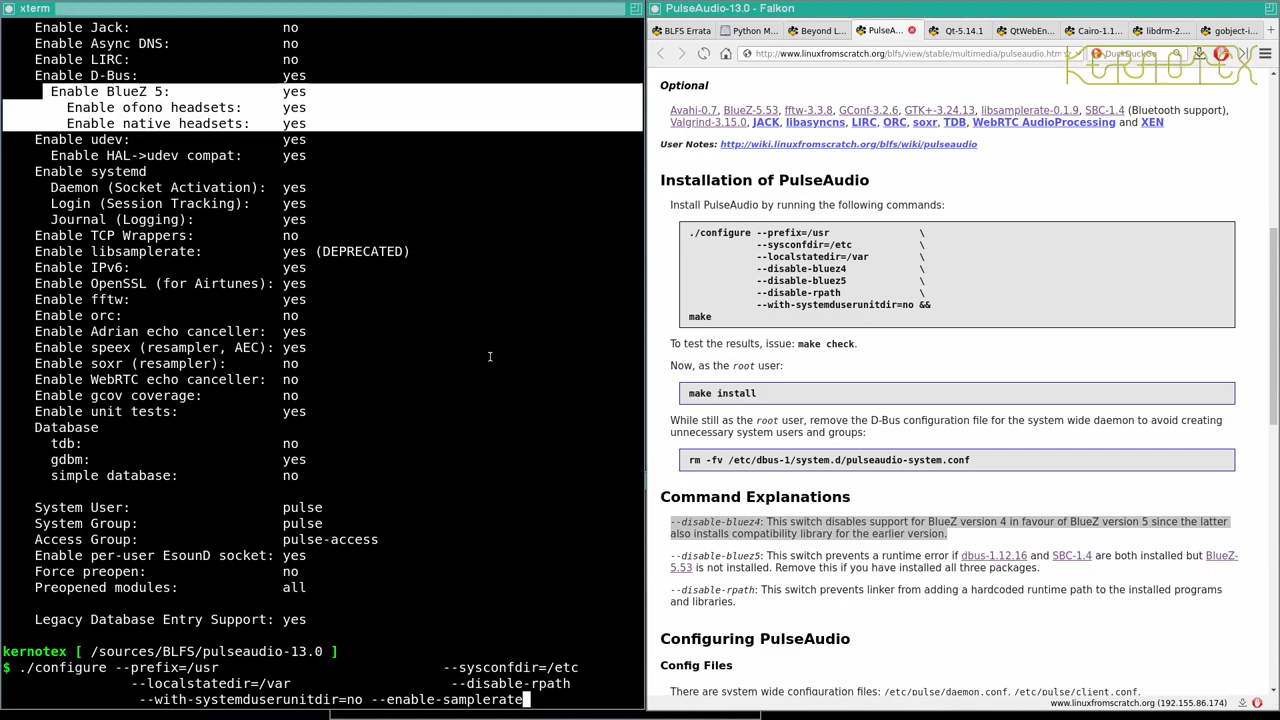 xterm
Enable Jack: no
Enable Async DNS: no
Enable LIRC: no
Enable D-Bus: yes
Enable BlueZ 5: yes
Enable ofono headsets: yes
Enable native headsets: yes
Enable udev: yes
Enable HAL->udev compat: yes
Enable systemd
Daemon (Socket Activation): yes
Login (Session Tracking): yes
Journal (Logging): yes
Enable TCP Wrappers: no
Enable libsamplerate: yes (DEPRECATED)
Enable IPv6: yes
Enable OpenSSL (for Airtunes): yes
Enable fftw: yes
Enable orc: no
Enable Adrian echo canceller: yes
Enable speex (resampler, AEC): yes
Enable soxr (resampler): no
Enable WebRTC echo canceller: no
Enable gcov coverage: no
Enable unit tests: yes
Database
tdb: no
gdbm: yes
simple database: no
System User: pulse
System Group: pulse
Access Group: pulse-access
Enable per-user EsounD socket: yes
Force preopen: no
Preopened modules: all
Legacy Database Entry Support: yes
kernotex [ /sources/BLFS/pulseaudio-13.0 ]
$ ./configure --prefix=/usr --sysconfdir=/etc
--localstatedir=/var --disable-rpath
--with-systemduserunitdir=no --enable-samplerate
PulseAudio-13.0 - Falkon
BLFS Errata Python M... Beyond L... PulseA... Qt-5.14.1 QtWebEn... Cairo-1.1... libdrm-2.... gobject-i...
http://www.linuxfromscratch.org/blfs/view/stable/multimedia/pulseaudio.htm
KERNOTEX
Optional
Avahi-0.7, BlueZ-5.53, fftw-3.3.8, GConf-3.2.6, GTK+-3.24.13, libsamplerate-0.1.9, SBC-1.4 (Bluetooth support),
Valgrind-3.15.0, JACK, libasyncns, LIRC, ORC, soxr, TDB, WebRTC AudioProcessing and XEN
User Notes: http://wiki.linuxfromscratch.org/blfs/wiki/pulseaudio
Installation of PulseAudio
Install PulseAudio by running the following commands:
./configure --prefix=/usr \
--sysconfdir=/etc \
--localstatedir=/var \
--disable-bluez4 \
--disable-bluez5 \
--disable-rpath \
--with-systemduserunitdir=no &&
make
To test the results, issue: make check.
Now, as the root user:
make install
While still as the root user, remove the D-Bus configuration file for the system wide daemon to avoid creating
unnecessary system users and groups:
rm -fv /etc/dbus-1/system.d/pulseaudio-system.conf
Command Explanations
--disable-bluez4: This switch disables support for BlueZ version 4 in favour of BlueZ version 5 since the latter
also installs compatibility library for the earlier version.
--disable-bluez5: This switch prevents a runtime error if dbus-1.12.16 and SBC-1.4 are both installed but BlueZ-
5.53 is not installed. Remove this if you have installed all three packages.
--disable-rpath: This switch prevents linker from adding a hardcoded runtime path to the installed programs
and libraries.
Configuring PulseAudio
Config Files
There are system wide configuration files: /etc/pulse/daemon.conf, /etc/pulse/client.conf,
www.linuxfromscratch.org (192.155.86.174)